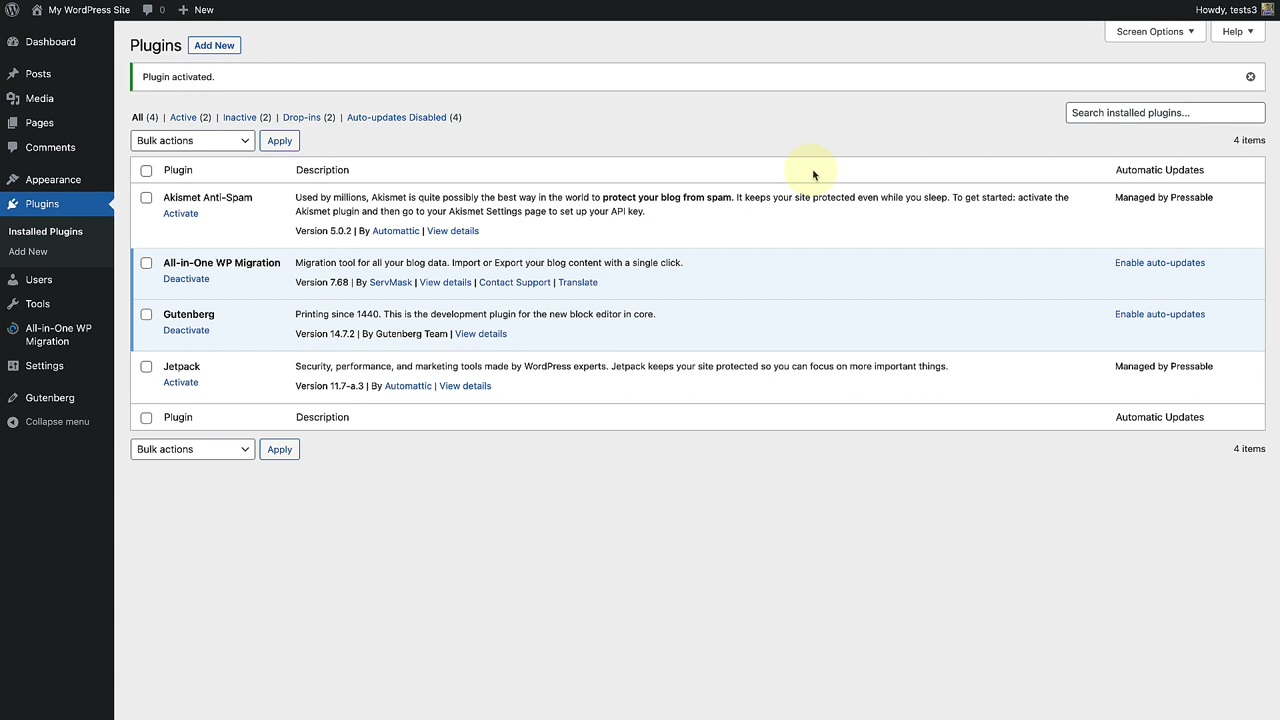 My WordPress Site
0
New
Howdy, tests3
Dashboard
Posts
Media
Pages
Comments
Appearance
Plugins
Installed Plugins
Add New
Users
Tools
All-in-One WP
Migration
Settings
Gutenberg
Collapse menu
Screen Options
Help
Plugins
Add New
Plugin activated.
All (4) | Active (2) | Inactive (2) | Drop-ins (2) | Auto-updates Disabled (4)
Search installed plugins...
Bulk actions
Apply
4 items
Plugin
Description
Automatic Updates
Akismet Anti-Spam
Activate
Used by millions, Akismet is quite possibly the best way in the world to protect your blog from spam. It keeps your site protected even while you sleep. To get started: activate the
Akismet plugin and then go to your Akismet Settings page to set up your API key.
Version 5.0.2 | By Automattic | View details
Managed by Pressable
All-in-One WP Migration
Deactivate
Migration tool for all your blog data. Import or Export your blog content with a single click.
Version 7.68 | By ServMask | View details | Contact Support | Translate
Enable auto-updates
Gutenberg
Deactivate
Printing since 1440. This is the development plugin for the new block editor in core.
Version 14.7.2 | By Gutenberg Team | View details
Enable auto-updates
Jetpack
Activate
Security, performance, and marketing tools made by WordPress experts. Jetpack keeps your site protected so you can focus on more important things.
Version 11.7-a.3 | By Automattic | View details
Managed by Pressable
Plugin
Description
Automatic Updates
Bulk actions
Apply
4 items